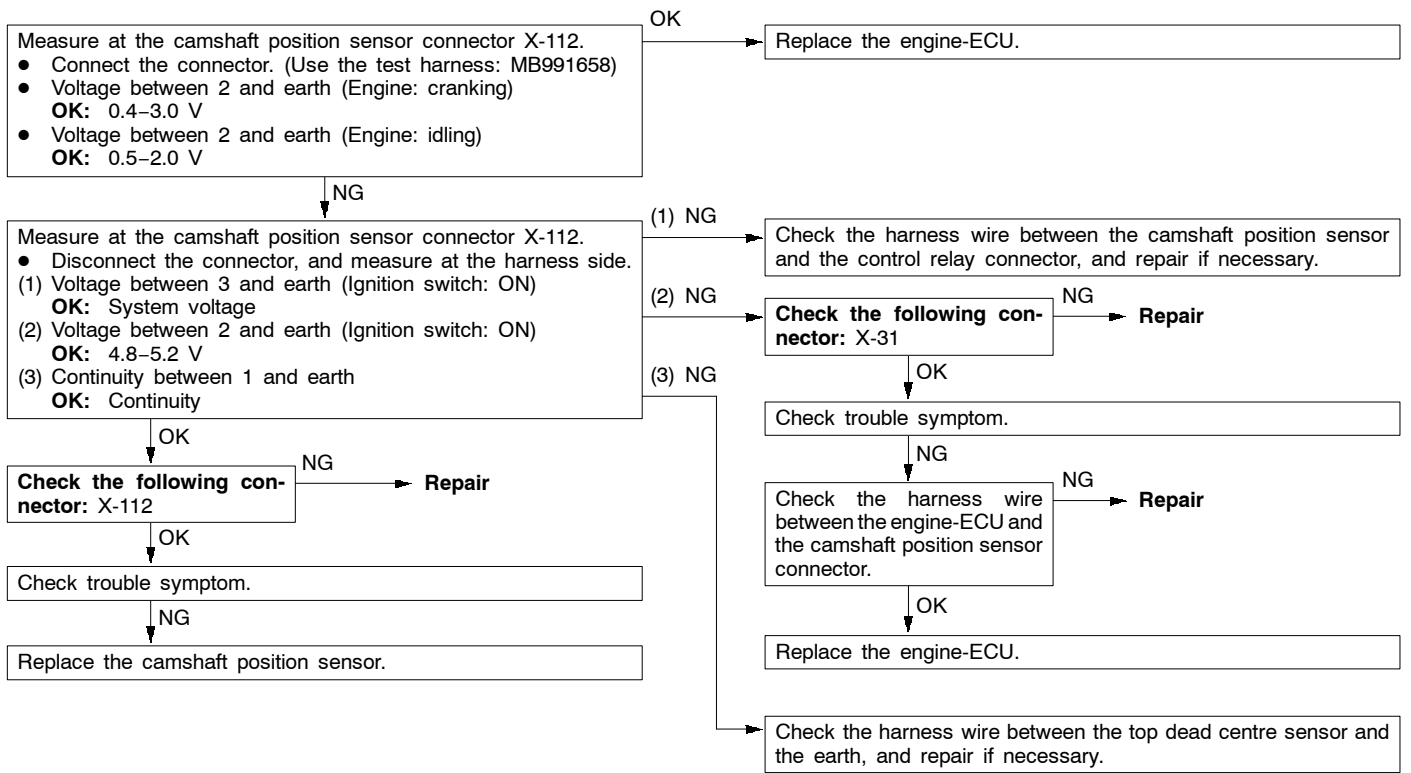 Measure at the camshaft position sensor connector X-112.
● Connect the connector. (Use the test harness: MB991658)
● Voltage between 2 and earth (Engine: cranking)
OK: 0.4–3.0 V
● Voltage between 2 and earth (Engine: idling)
OK: 0.5–2.0 V
OK
Replace the engine-ECU.
NG
Measure at the camshaft position sensor connector X-112.
● Disconnect the connector, and measure at the harness side.
(1) Voltage between 3 and earth (Ignition switch: ON)
OK: System voltage
(2) Voltage between 2 and earth (Ignition switch: ON)
OK: 4.8–5.2 V
(3) Continuity between 1 and earth
OK: Continuity
(1) NG
Check the harness wire between the camshaft position sensor
and the control relay connector, and repair if necessary.
(2) NG
Check the following con-
nector: X-31
NG
Repair
OK
Check trouble symptom.
NG
Check the harness wire
between the engine-ECU and
the camshaft position sensor
connector.
NG
Repair
OK
Replace the engine-ECU.
(3) NG
Check the harness wire between the top dead centre sensor and
the earth, and repair if necessary.
OK
Check the following con-
nector: X-112
NG
Repair
OK
Check trouble symptom.
NG
Replace the camshaft position sensor.